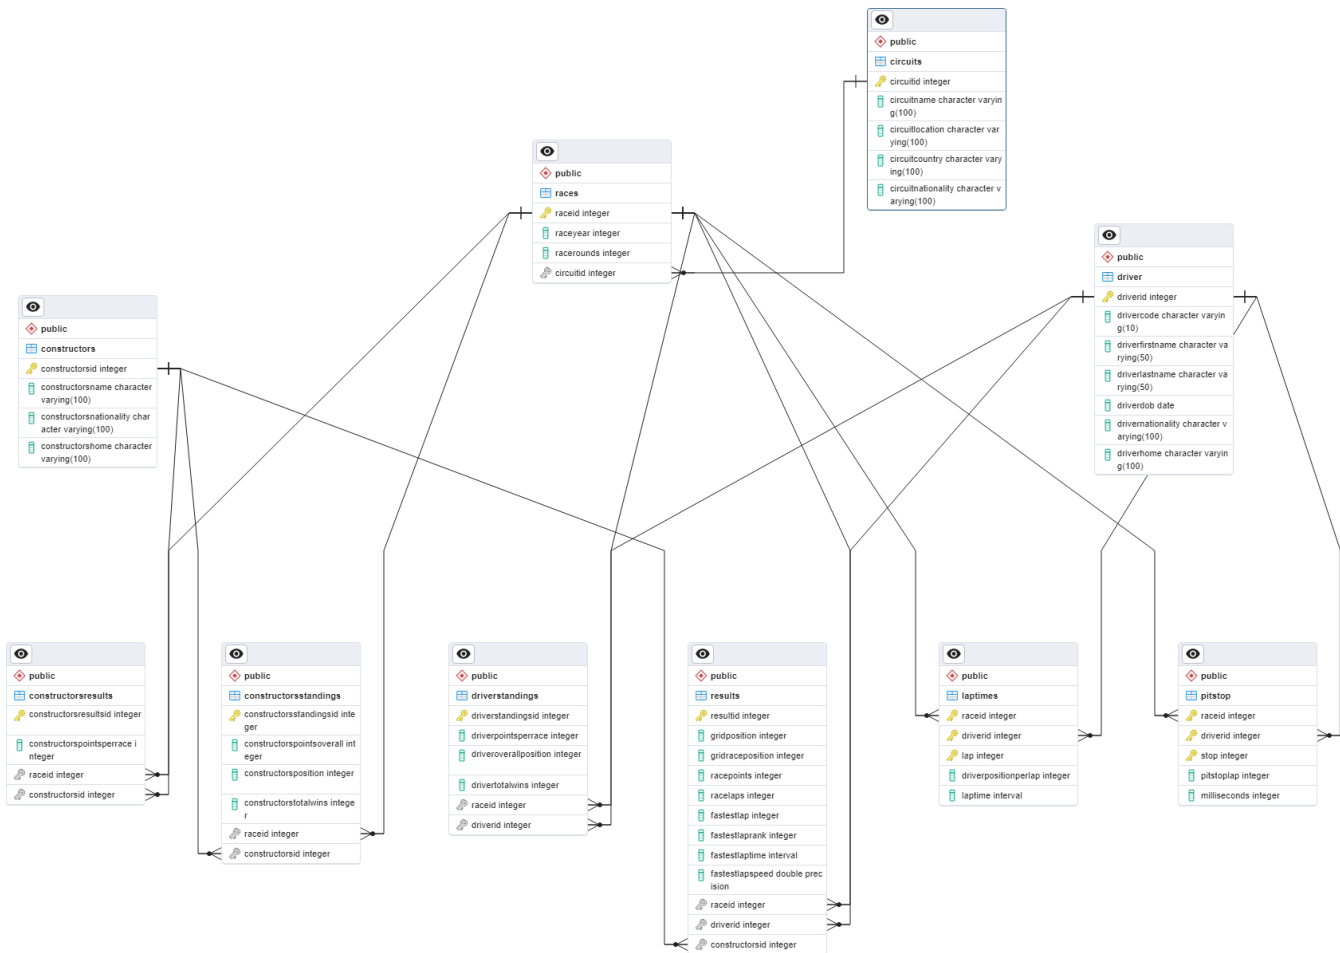 public
circuits
circuitid integer
circuitname character varyin
g(100)
circuitlocation character var
ying(100)
circuitcountry character vary
ing(100)
circuitnationality character v
arying(100)
public
races
raceid integer
raceyear integer
racerounds integer
circuitid integer
public
driver
driverid integer
drivercode character varyin
g(10)
driverfirstname character va
rying(50)
driverlastname character va
rying(50)
driverdob date
drivernationality character v
arying(100)
driverhome character varyin
g(100)
public
constructors
constructorsid integer
constructorsname character
varying(100)
constructorsnationality char
acter varying(100)
constructorshome character
varying(100)
public
constructorsresults
constructorsresultsid integer
constructorspointsperrace i
nteger
raceid integer
constructorsid integer
public
constructorsstandings
constructorsstandingsid inte
ger
constructorspointsoverall int
eger
constructorsposition integer
constructorstotalwins intege
r
raceid integer
constructorsid integer
public
driverstandings
driverstandingsid integer
driverpointsperrace integer
driveroverallposition integer
drivertotalwins integer
raceid integer
driverid integer
public
results
resultid integer
gridposition integer
gridraceposition integer
racepoints integer
racelaps integer
fastestlap integer
fastestlaprank integer
fastestlaptime interval
fastestlapspeed double prec
ision
raceid integer
driverid integer
constructorsid integer
public
laptimes
raceid integer
driverid integer
lap integer
driverpositionperlap integer
laptime interval
public
pitstop
raceid integer
driverid integer
stop integer
pitstoplap integer
milliseconds integer